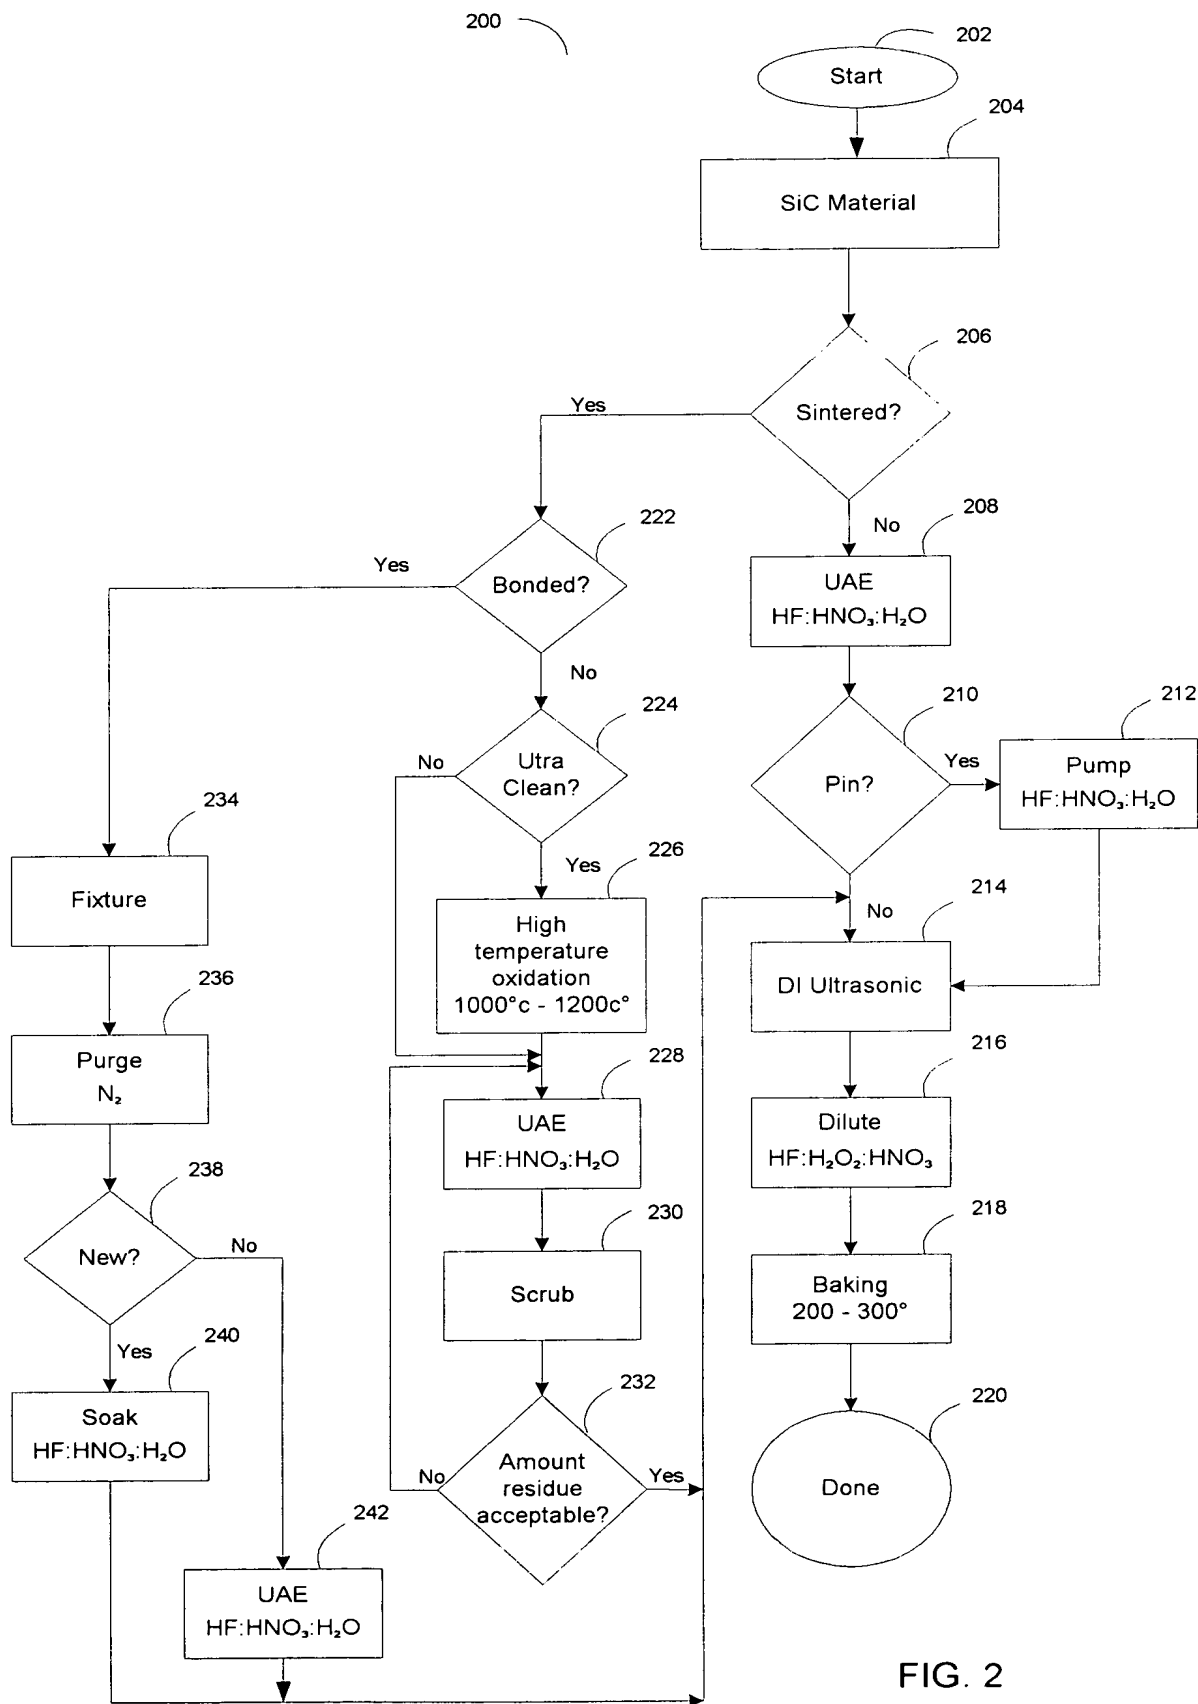 200
202
Start
204
SiC Material
206
Sintered?
Yes
No
208
UAE
HF:HNO₃:H₂O
222
Bonded?
Yes
No
210
Pin?
Yes
No
212
Pump
HF:HNO₃:H₂O
224
Utra
Clean?
No
Yes
234
Fixture
226
High
temperature
oxidation
1000°c - 1200c°
214
DI Ultrasonic
236
Purge
N₂
228
UAE
HF:HNO₃:H₂O
216
Dilute
HF:H₂O₂:HNO₃
238
New?
No
Yes
230
Scrub
218
Baking
200 - 300°
240
Soak
HF:HNO₃:H₂O
232
Amount
residue
acceptable?
No
Yes
220
Done
242
UAE
HF:HNO₃:H₂O
FIG. 2